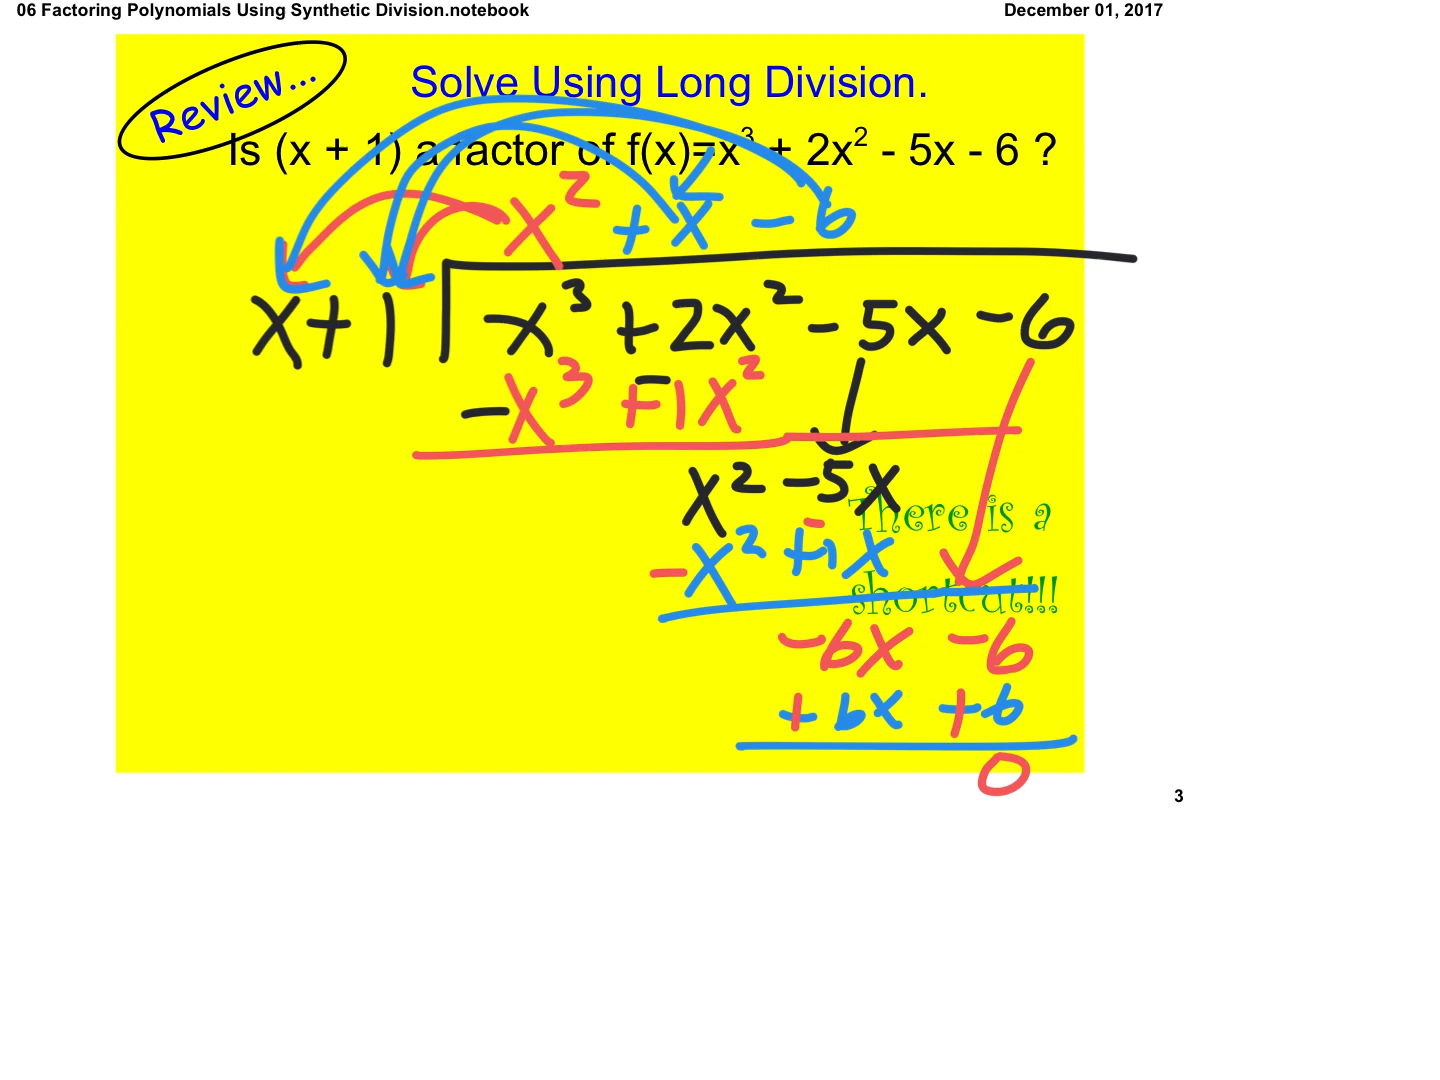 06 Factoring Polynomials Using Synthetic Division.notebook December 01, 2017
Review...
Solve Using Long Division.
Is (x + 1) a factor of f(x)=x³ + 2x² - 5x - 6 ?
x² + x - 6
x+1 -x³ +2x² -5x -6
-x³ +-1x²
x² -5x
There is a
-x² +-1x
shortcut!!!
-6x -6
+6x +6
0
3